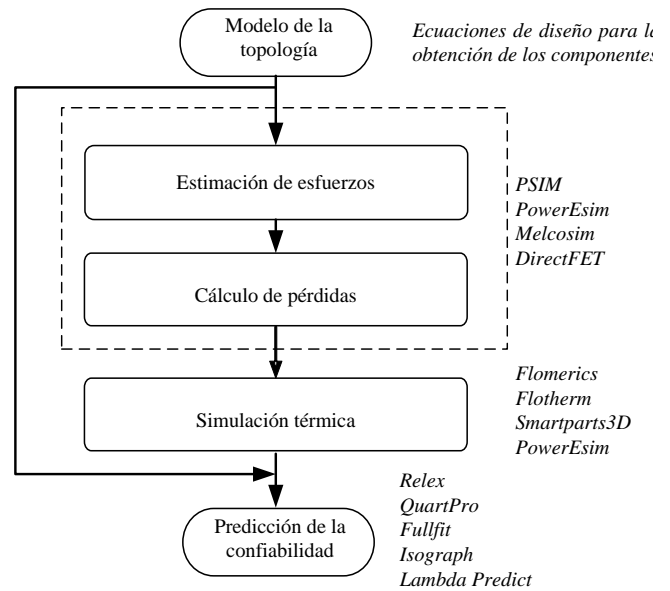 Modelo de la
topología
Ecuaciones de diseño para la
obtención de los componentes
Estimación de esfuerzos
PSIM
PowerEsim
Melcosim
DirectFET
Cálculo de pérdidas
Flomerics
Flotherm
Smartparts3D
PowerEsim
Simulación térmica
Relex
QuartPro
Fullfit
Isograph
Lambda Predict
Predicción de la
confiabilidad